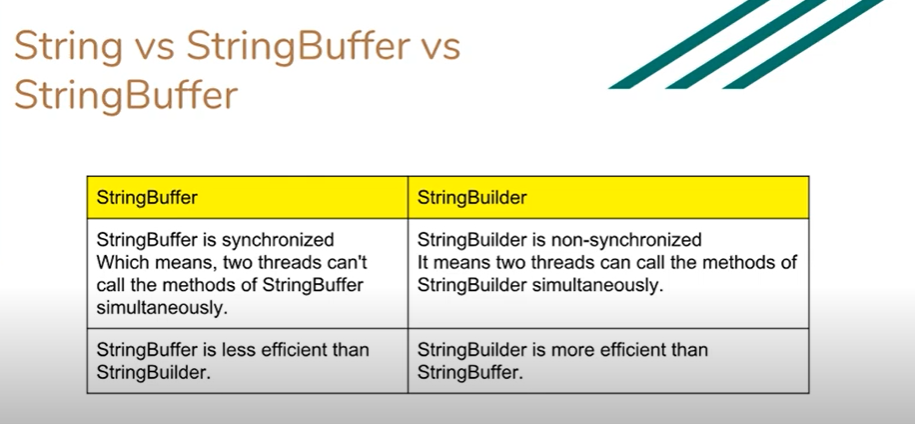 String vs StringBuffer vs
StringBuffer
StringBuffer
StringBuilder
StringBuffer is synchronized
Which means, two threads can't
call the methods of StringBuffer
simultaneously.
StringBuilder is non-synchronized
It means two threads can call the methods of
StringBuilder simultaneously.
StringBuffer is less efficient than
StringBuilder.
StringBuilder is more efficient than
StringBuffer.